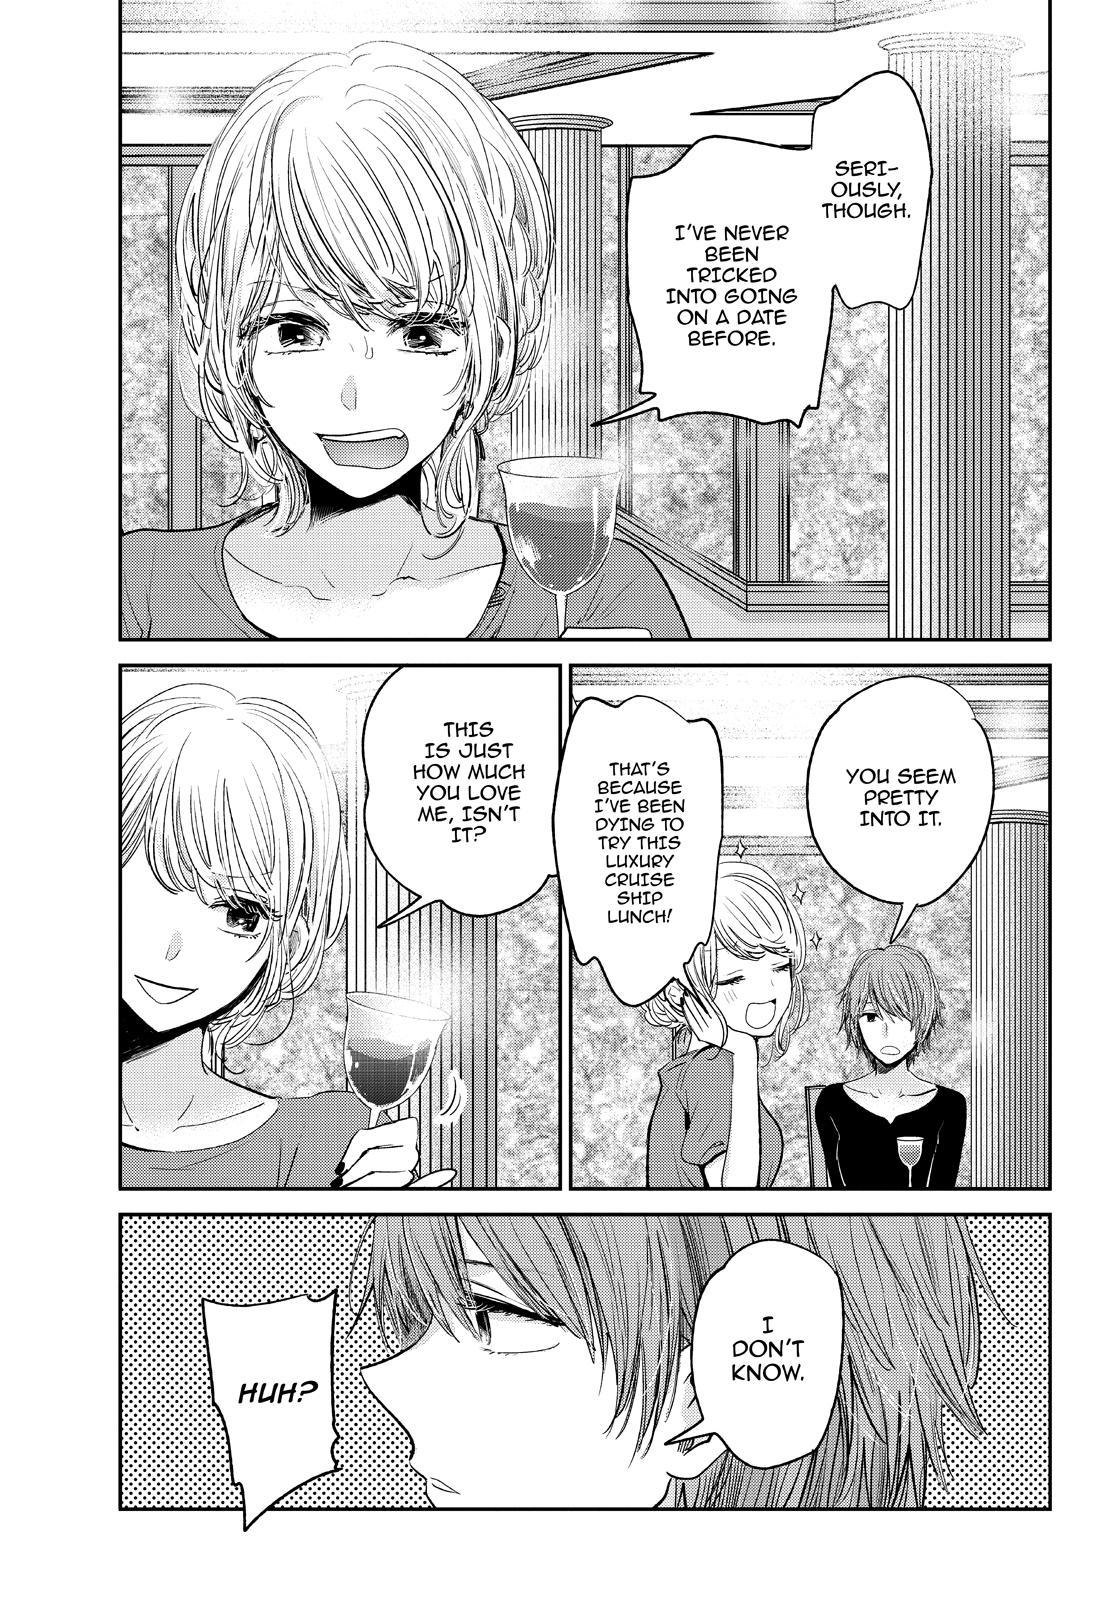 SERI-
OUSLY,
THOUGH.
I'VE NEVER
BEEN
TRICKED
INTO GOING
ON A DATE
BEFORE.
YOU SEEM
PRETTY
INTO IT.
THAT'S
BECAUSE
I'VE BEEN
DYING TO
TRY THIS
LUXURY
CRUISE
SHIP
LUNCH!
THIS
IS JUST
HOW MUCH
YOU LOVE
ME, ISN'T
IT?
I
DON'T
KNOW.
HUH?